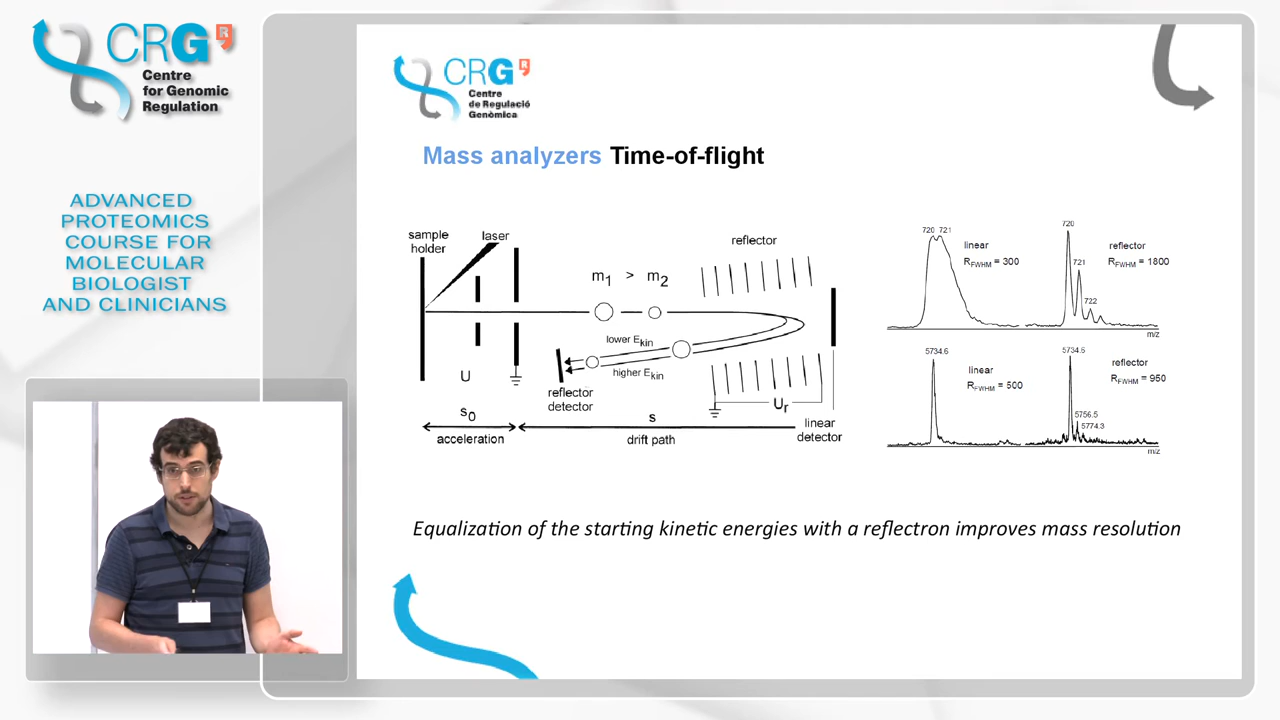 CRG R
Centre
for Genomic
Regulation
ADVANCED
PROTEOMICS
COURSE FOR
MOLECULAR
BIOLOGIST
AND CLINICIANS
CRG R
Centre
de Regulació
Genòmica
Mass analyzers Time-of-flight
sample
holder
laser
m1 > m2
reflector
lower Ekin
higher Ekin
U
reflector
detector
Ur
linear
detector
s0
acceleration
s
drift path
720 721
linear
RFWHM = 300
720
721
722
reflector
RFWHM = 1800
m/z
5734.6
linear
RFWHM = 500
5734.6
5756.5
5774.3
reflector
RFWHM = 950
m/z
Equalization of the starting kinetic energies with a reflectron improves mass resolution